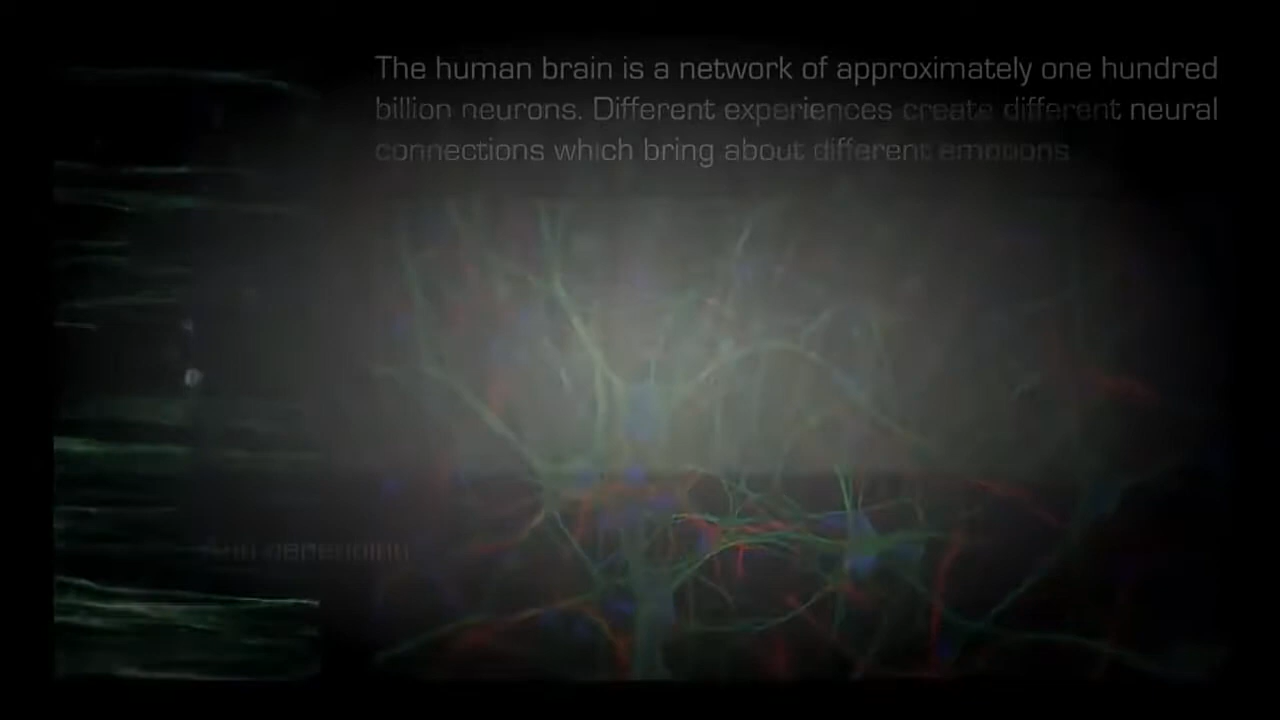 The human brain is a network of approximately one hundred
billion neurons. Different experiences create different neural
connections which bring about different emotions
depending